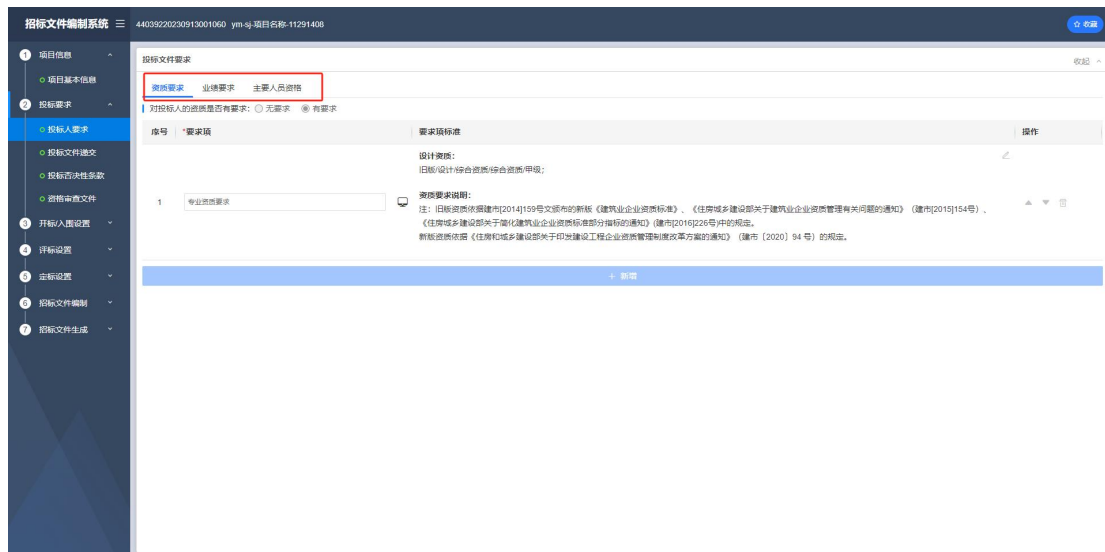 招标文件编制系统
44039220230913001060 ym-sj-项目名称-11291408
收藏
1 项目信息
项目基本信息
2 投标要求
投标人要求
投标文件递交
投标否决性条款
资格审查文件
3 开标/入围设置
4 评标设置
5 定标设置
6 招标文件编制
7 招标文件生成
投标文件要求
收起
资质要求 业绩要求 主要人员资格
对投标人的资质是否有要求: 无要求 有要求
序号 *要求项 要求项标准 操作
1 专业资质要求
设计资质:
旧版/设计/综合资质/综合资质/甲级;
资质要求说明:
注: 旧版资质依据建市[2014]159号文颁布的新版《建筑业企业资质标准》、《住房城乡建设部关于建筑业企业资质管理有关问题的通知》 (建市[2015]154号) 、
《住房城乡建设部关于简化建筑业企业资质标准部分指标的通知》(建市[2016]226号)中的规定。
新版资质依据《住房和城乡建设部关于印发建设工程企业资质管理制度改革方案的通知》 (建市〔2020〕94 号) 的规定。
+ 新增